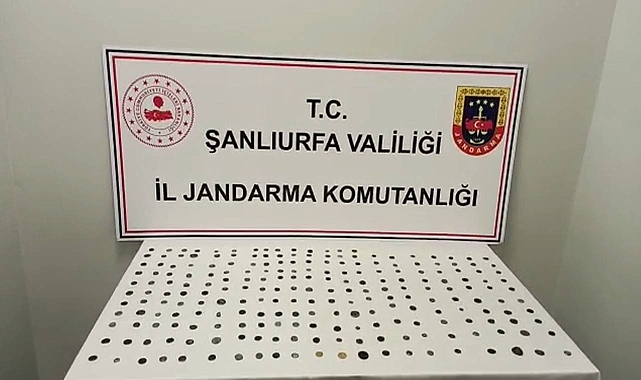 T.C.
ŞANLIURFA VALİLİĞİ
İL JANDARMA KOMUTANLIĞI
JANDARMA